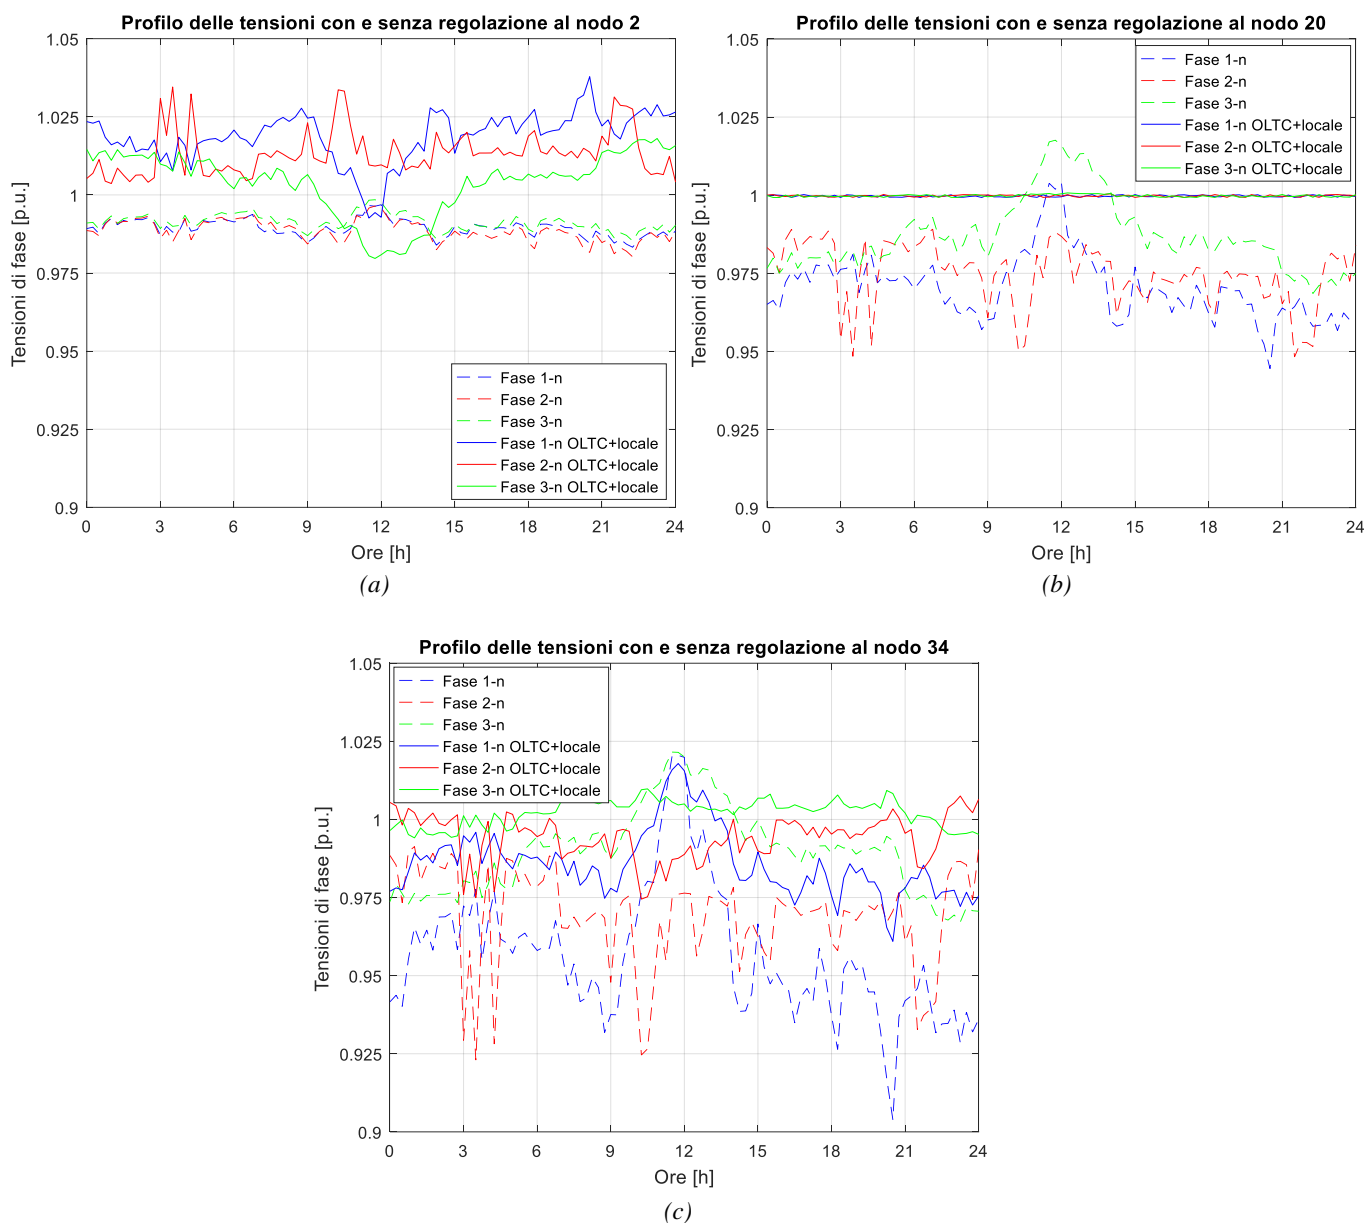 Profilo delle tensioni con e senza regolazione al nodo 2
1.05
1.025
1
0.975
0.95
0.925
0.9
Tensioni di fase [p.u.]
Fase 1-n
Fase 2-n
Fase 3-n
Fase 1-n OLTC+locale
Fase 2-n OLTC+locale
Fase 3-n OLTC+locale
0 3 6 9 12 15 18 21 24
Ore [h]
(a)
Profilo delle tensioni con e senza regolazione al nodo 20
1.05
1.025
1
0.975
0.95
0.925
0.9
Tensioni di fase [p.u.]
Fase 1-n
Fase 2-n
Fase 3-n
Fase 1-n OLTC+locale
Fase 2-n OLTC+locale
Fase 3-n OLTC+locale
0 3 6 9 12 15 18 21 24
Ore [h]
(b)
Profilo delle tensioni con e senza regolazione al nodo 34
1.05
1.025
1
0.975
0.95
0.925
0.9
Tensioni di fase [p.u.]
Fase 1-n
Fase 2-n
Fase 3-n
Fase 1-n OLTC+locale
Fase 2-n OLTC+locale
Fase 3-n OLTC+locale
0 3 6 9 12 15 18 21 24
Ore [h]
(c)